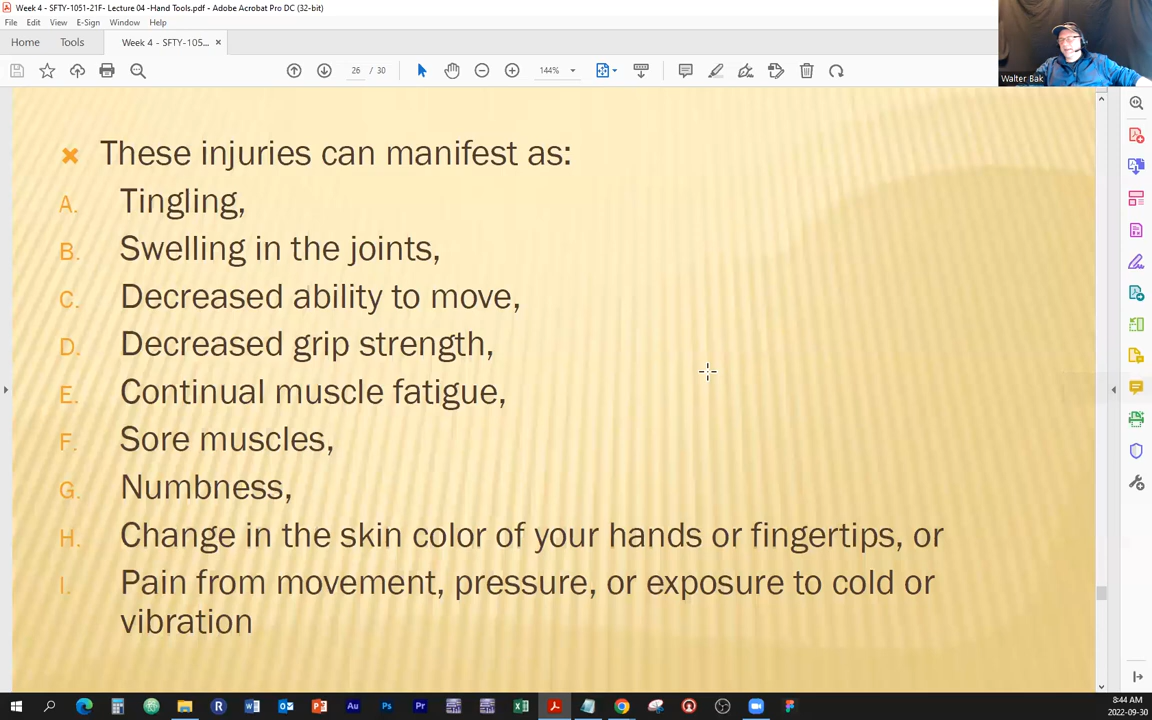 Week 4 - SFTY-1051-21F- Lecture 04 -Hand Tools.pdf - Adobe Acrobat Pro DC (32-bit)
File Edit View E-Sign Window Help
Home Tools Week 4 - SFTY-105... ×
26 / 30 144%
Walter Bak
These injuries can manifest as:
A. Tingling,
B. Swelling in the joints,
C. Decreased ability to move,
D. Decreased grip strength,
E. Continual muscle fatigue,
F. Sore muscles,
G. Numbness,
H. Change in the skin color of your hands or fingertips, or
I. Pain from movement, pressure, or exposure to cold or
vibration
Au Ps Pr
8:44 AM
2022-09-30